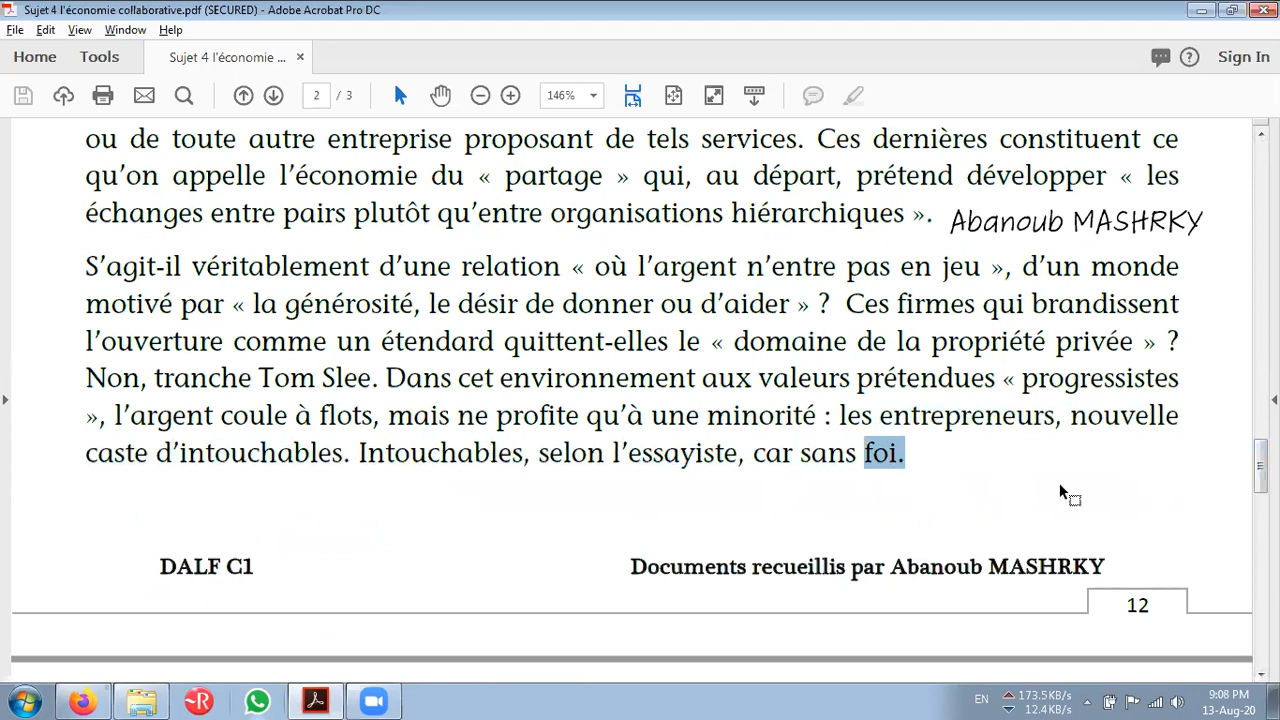 Sujet 4 l'économie collaborative.pdf (SECURED) - Adobe Acrobat Pro DC
File Edit View Window Help
Home Tools Sujet 4 l'économie ... × Sign In
2 / 3 146%
ou de toute autre entreprise proposant de tels services. Ces dernières constituent ce
qu’on appelle l’économie du « partage » qui, au départ, prétend développer « les
échanges entre pairs plutôt qu’entre organisations hiérarchiques ». Abanoub MASHRKY
S’agit-il véritablement d’une relation « où l’argent n’entre pas en jeu », d’un monde
motivé par « la générosité, le désir de donner ou d’aider » ? Ces firmes qui brandissent
l’ouverture comme un étendard quittent-elles le « domaine de la propriété privée » ?
Non, tranche Tom Slee. Dans cet environnement aux valeurs prétendues « progressistes
», l’argent coule à flots, mais ne profite qu’à une minorité : les entrepreneurs, nouvelle
caste d’intouchables. Intouchables, selon l’essayiste, car sans foi.
DALF C1 Documents recueillis par Abanoub MASHRKY
12
EN 173.5KB/s 9:08 PM
12.4KB/s 13-Aug-20